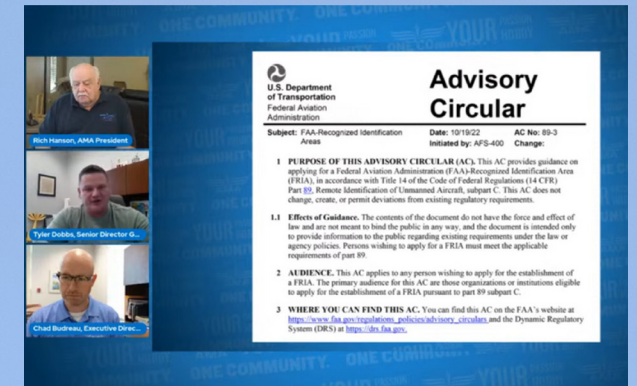 ONE COMMUNITY.
ONE COMMUNITY.
YOUR PASSION
YOUR
Rich Hanson, AMA President
Tyler Dobbs, Senior Director G...
Chad Budreau, Executive Direc...
U.S. Department
of Transportation
Federal Aviation
Administration
Advisory
Circular
Subject: FAA-Recognized Identification
Areas
Date: 10/19/22
Initiated by: AFS-400
AC No: 89-3
Change:
1 PURPOSE OF THIS ADVISORY CIRCULAR (AC). This AC provides guidance on
applying for a Federal Aviation Administration (FAA)-Recognized Identification Area
(FRIA), in accordance with Title 14 of the Code of Federal Regulations (14 CFR)
Part 89, Remote Identification of Unmanned Aircraft, subpart C. This AC does not
change, create, or permit deviations from existing regulatory requirements.
1.1 Effects of Guidance. The contents of the document do not have the force and effect of
law and are not meant to bind the public in any way, and the document is intended only
to provide information to the public regarding existing requirements under the law or
agency policies. Persons wishing to apply for a FRIA must meet the applicable
requirements of part 89.
2 AUDIENCE. This AC applies to any person wishing to apply for the establishment of
a FRIA. The primary audience for this AC are those organizations or institutions eligible
to apply for the establishment of a FRIA pursuant to part 89 subpart C.
3 WHERE YOU CAN FIND THIS AC. You can find this AC on the FAA's website at
https://www.faa.gov/regulations_policies/advisory_circulars and the Dynamic Regulatory
System (DRS) at https://drs.faa.gov.
ONE COMMUNITY.
YOUR